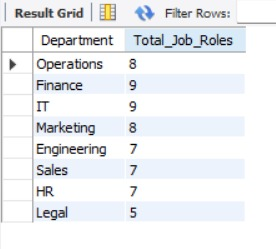 Result Grid Filter Rows:
Department Total_Job_Roles
Operations 8
Finance 9
IT 9
Marketing 8
Engineering 7
Sales 7
HR 7
Legal 5